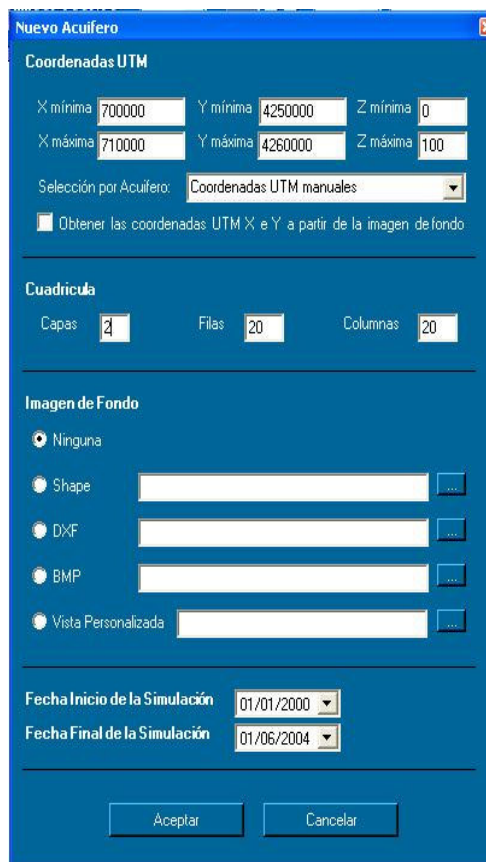 Nuevo Acuifero
Coordenadas UTM
X mínima 700000 Y mínima 4250000 Z mínima 0
X máxima 710000 Y máxima 4260000 Z máxima 100
Selección por Acuifero: Coordenadas UTM manuales
Obtener las coordenadas UTM X e Y a partir de la imagen de fondo
Cuadricula
Capas 2 Filas 20 Columnas 20
Imagen de Fondo
Ninguna
Shape ...
DXF ...
BMP ...
Vista Personalizada ...
Fecha Inicio de la Simulación 01/01/2000
Fecha Final de la Simulación 01/06/2004
Aceptar Cancelar